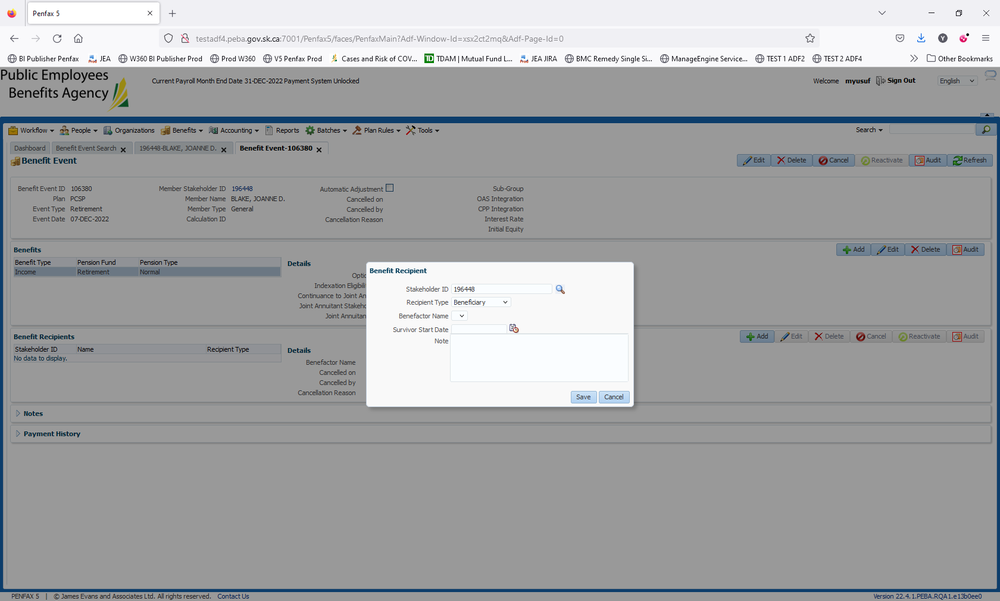 Penfax 5
testadf4.peba.gov.sk.ca:7001/Penfax5/faces/PenfaxMain?Adf-Window-Id=xsx2ct2mq&Adf-Page-Id=0
BI Publisher Penfax JEA W360 BI Publisher Prod Prod W360 V5 Penfax Prod Cases and Risk of COV... TDAM | Mutual Fund L... JEA JIRA BMC Remedy Single Si... ManageEngine Service... TEST 1 ADF2 TEST 2 ADF4 Other Bookmarks
Public Employees
Benefits Agency
Current Payroll Month End Date 31-DEC-2022 Payment System Unlocked
Welcome myusuf Sign Out English
Workflow People Organizations Benefits Accounting Reports Batches Plan Rules Tools Search
Dashboard Benefit Event Search 196448-BLAKE, JOANNE D. Benefit Event-106380
Benefit Event Edit Delete Cancel Reactivate Audit Refresh
Benefit Event ID 106380 Member Stakeholder ID 196448 Automatic Adjustment Sub-Group
Plan PCSP Member Name BLAKE, JOANNE D. Cancelled on OAS Integration
Event Type Retirement Member Type General Cancelled by CPP Integration
Event Date 07-DEC-2022 Calculation ID Cancellation Reason Interest Rate
Initial Equity
Benefits Add Edit Delete Audit
Benefit Type Pension Fund Pension Type Details
Income Retirement Normal
Optic
Indexation Eligibili
Continuance to Joint An
Joint Annuitant Stakeho
Joint Annuitant
Benefit Recipient
Stakeholder ID 196448
Recipient Type Beneficiary
Benefactor Name
Survivor Start Date
Note
Save Cancel
Benefit Recipients Add Edit Delete Cancel Reactivate Audit
Stakeholder ID Name Recipient Type Details
No data to display.
Benefactor Name
Cancelled on
Cancelled by
Cancellation Reason
Notes
Payment History
PENFAX 5 | © James Evans and Associates Ltd. All rights reserved. Contact Us Version 22.4.1.PEBA.RQA1.e13b0ee0